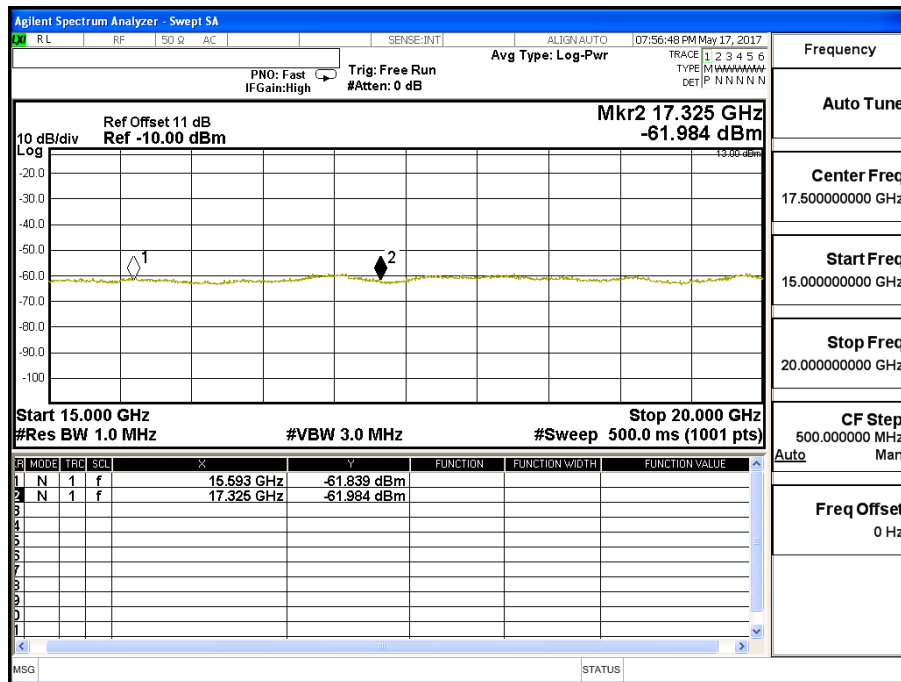 Agilent Spectrum Analyzer - Swept SA
LXI RL RF 50 Ω AC SENSE:INT ALIGNAUTO 07:56:48 PM May 17, 2017
Avg Type: Log-Pwr TRACE 1 2 3 4 5 6
PNO: Fast Trig: Free Run TYPE MWWWWW
IFGain:High #Atten: 0 dB DET P N N N N N
Ref Offset 11 dB Mkr2 17.325 GHz
10 dB/div Ref -10.00 dBm -61.984 dBm
Log
-13.00 dBm
-20.0
-30.0
-40.0
-50.0
1 2
-60.0
-70.0
-80.0
-90.0
-100
Start 15.000 GHz Stop 20.000 GHz
#Res BW 1.0 MHz #VBW 3.0 MHz #Sweep 500.0 ms (1001 pts)
MODE TRC SCL X Y FUNCTION FUNCTION WIDTH FUNCTION VALUE
1 N 1 f 15.593 GHz -61.839 dBm
2 N 1 f 17.325 GHz -61.984 dBm
3
4
5
6
7
8
9
0
1
MSG STATUS
Frequency
Auto Tune
Center Freq
17.500000000 GHz
Start Freq
15.000000000 GHz
Stop Freq
20.000000000 GHz
CF Step
500.000000 MHz
Auto Man
Freq Offset
0 Hz